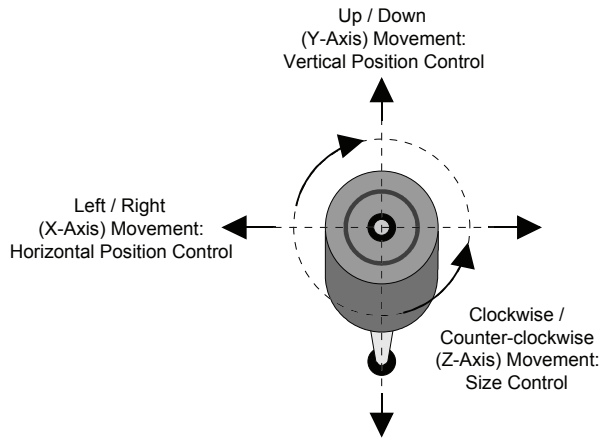 Up / Down
(Y-Axis) Movement:
Vertical Position Control
Left / Right
(X-Axis) Movement:
Horizontal Position Control
Clockwise /
Counter-clockwise
(Z-Axis) Movement:
Size Control